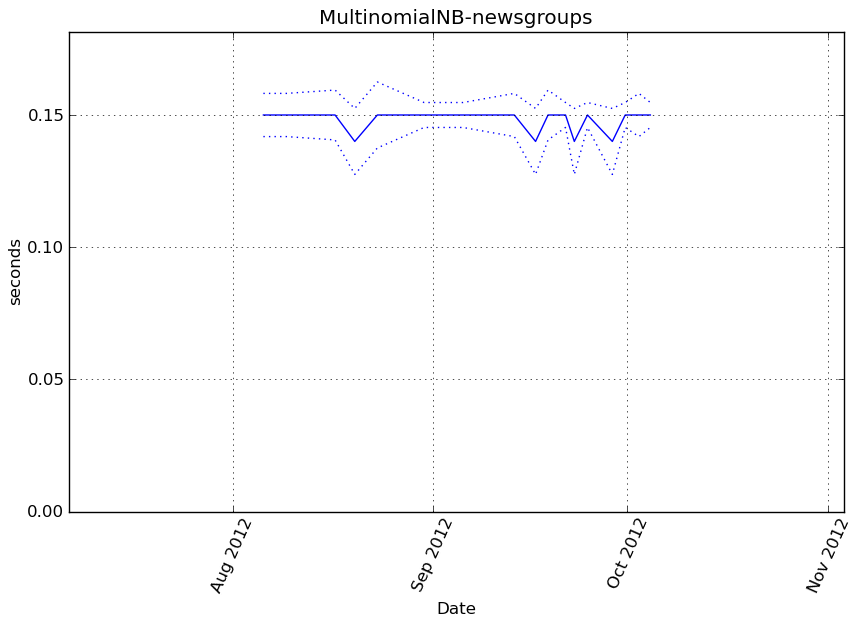 MultinomialNB-newsgroups
0.15
0.10
0.05
0.00
seconds
Aug 2012
Sep 2012
Oct 2012
Nov 2012
Date